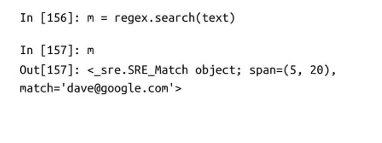 In [156]: m = regex.search(text)
In [157]: m
Out[157]: <_sre.SRE_Match object; span=(5, 20),
match='dave@google.com'>